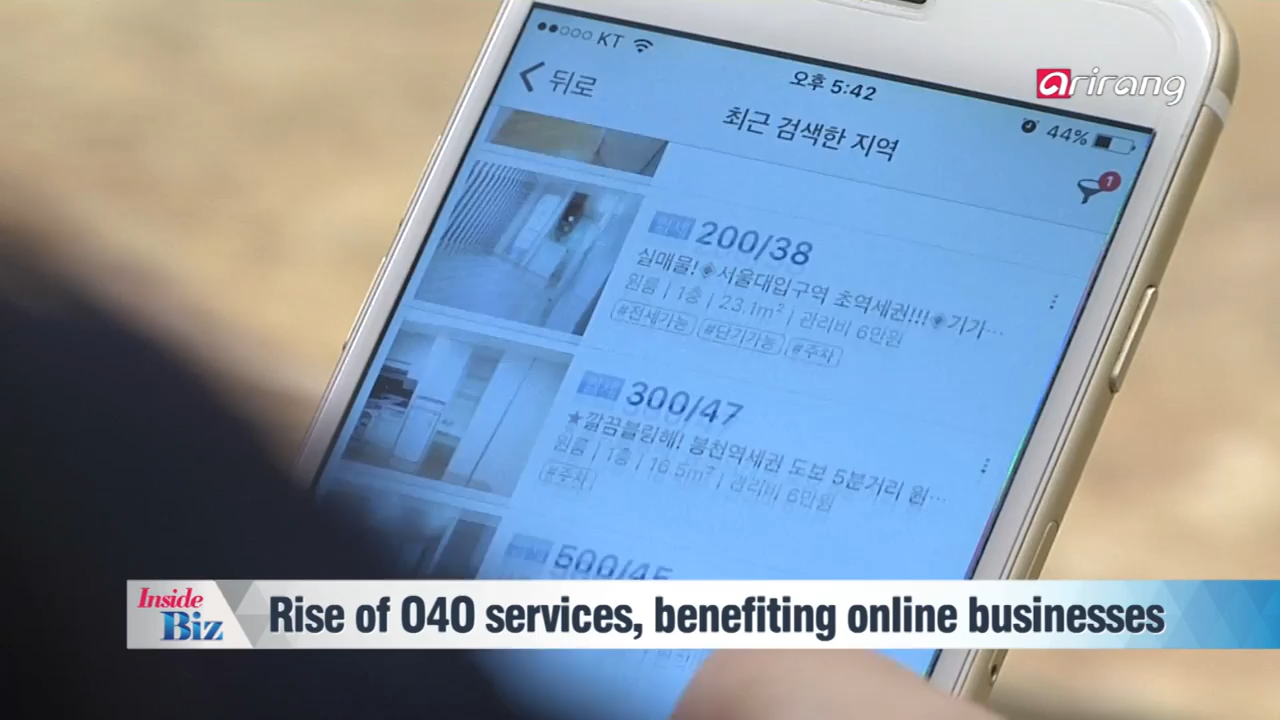 KT
오후 5:42
44%
arirang
뒤로
최근 검색한 지역
1
월세 200/38
실매물!◈서울대입구역 초역세권!!!◈기가…
원룸 | 1층 | 23.1m² | 관리비 6만원
#전세가능 #단기가능 #주차
월세 300/47
★깔끔블링해! 봉천역세권 도보 5분거리 원…
원룸 | 1층 | 16.5m² | 관리비 6만원
#주차
500/45
Inside Biz
Rise of O4O services, benefiting online businesses